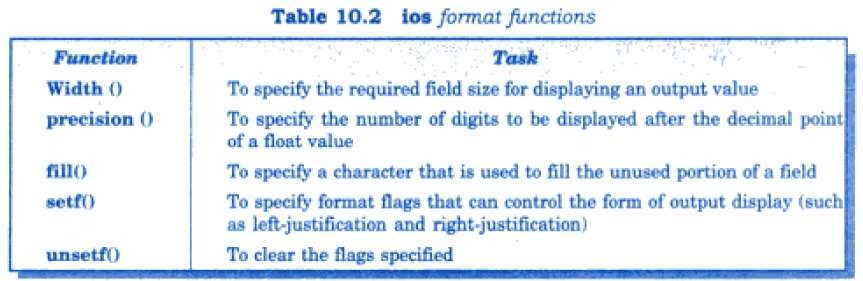 Table 10.2 ios format functions
Function Task
Width () To specify the required field size for displaying an output value
precision () To specify the number of digits to be displayed after the decimal point
of a float value
fill() To specify a character that is used to fill the unused portion of a field
setf() To specify format flags that can control the form of output display (such
as left-justification and right-justification)
unsetf() To clear the flags specified